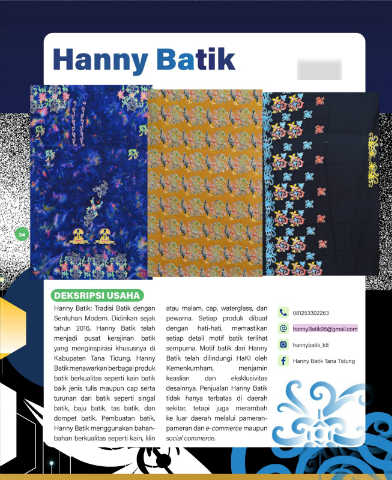 Hanny Batik
34
DEKSRIPSI USAHA
Hanny Batik: Tradisi Batik dengan
Sentuhan Modern. Didirikan sejak
tahun 2016, Hanny Batik telah
menjadi pusat kerajinan batik
yang menginspirasi khususnya di
Kabupaten Tana Tidung. Hanny
Batik menawarkan berbagai produk
batik berkualitas seperti kain batik
baik jenis tulis maupun cap serta
turunan dari batik seperti singal
batik, baju batik, tas batik, dan
dompet batik. Pembuatan batik,
Hanny Batik menggunakan bahan-
bahan berkualitas seperti kain, lilin
atau malam, cap, waterglass, dan
pewarna. Setiap produk dibuat
dengan hati-hati, memastikan
setiap detail motif batik terlihat
sempurna. Motif batik dari Hanny
Batik telah dilindungi HaKI oleh
Kemenkumham, menjamin
keaslian dan eksklusivitas
desainnya. Penjualan Hanny Batik
tidak hanya terbatas di daerah
sekitar, tetapi juga merambah
ke luar daerah melalui pameran-
pameran dan e-commerce maupun
social commerce.
081253302263
hannyBatik96@gmail.com
hannybatik_ktt
Hanny Batik Tana Tidung